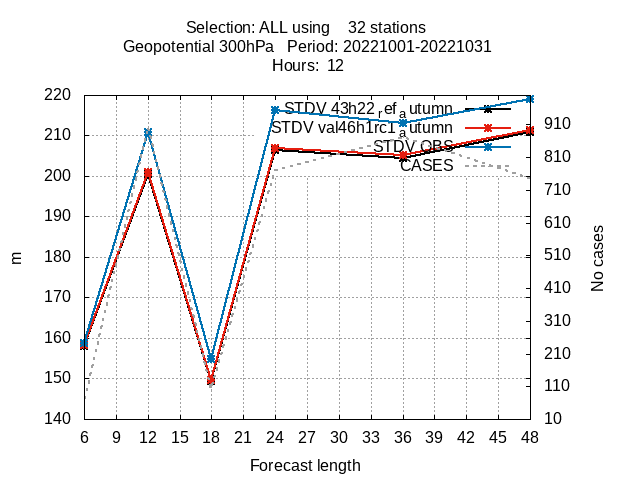 Selection: ALL using 32 stations
Geopotential 300hPa Period: 20221001-20221031
Hours: 12
220
210
200
190
180
170
160
150
140
m
STDV 43h22_ref_autumn
STDV val46h1rc1_autumn
STDV OBS
CASES
910
810
710
610
510
410
310
210
110
10
No cases
6 9 12 15 18 21 24 27 30 33 36 39 42 45 48
Forecast length